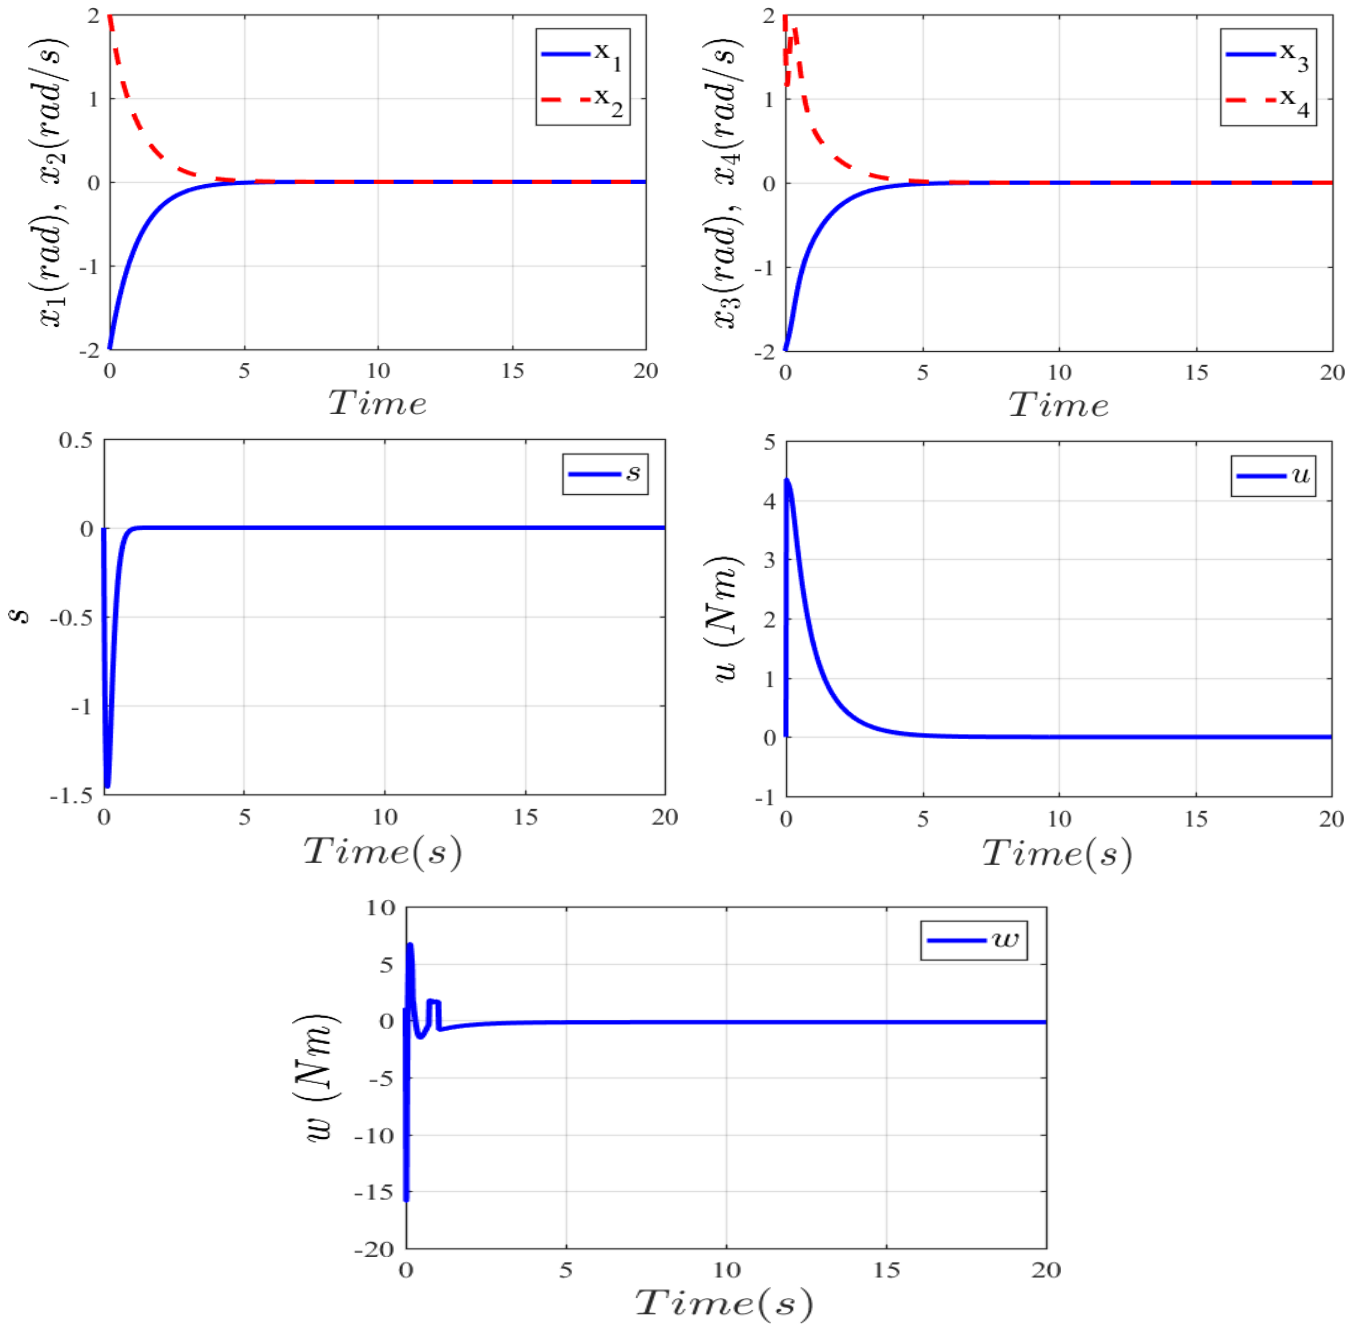 x₁(rad), x₂(rad/s)
2
1
0
-1
-2
0 5 10 15 20
Time
x₁
x₂
x₃(rad), x₄(rad/s)
2
1
0
-1
-2
0 5 10 15 20
Time
x₃
x₄
s
0.5
0
-0.5
-1
-1.5
0 5 10 15 20
Time(s)
s
u (Nm)
5
4
3
2
1
0
-1
0 5 10 15 20
Time(s)
u
w (Nm)
10
5
0
-5
-10
-15
-20
0 5 10 15 20
Time(s)
w